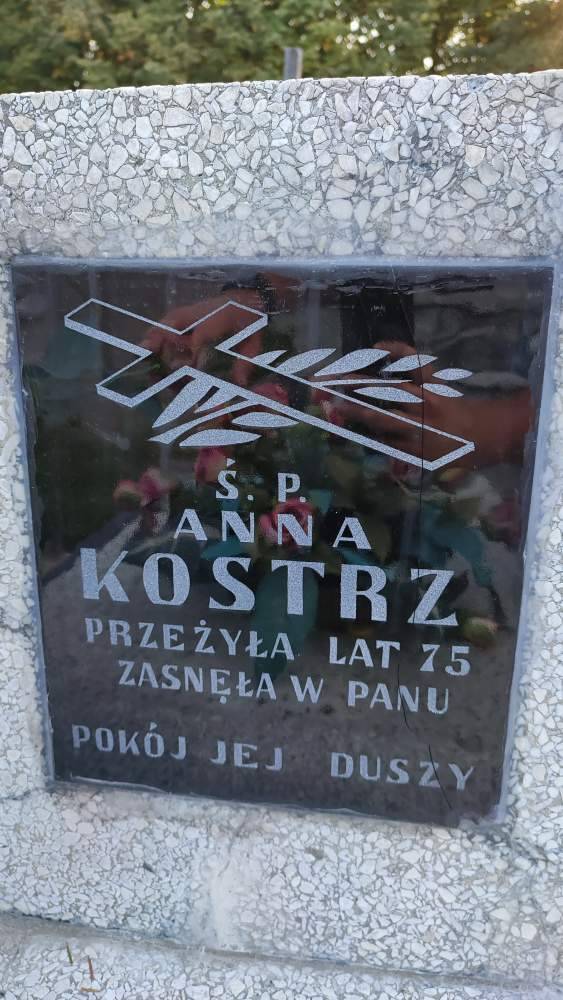 Ś. P.
ANNA
KOSTRZ
PRZEŻYŁA LAT 75
ZASNĘŁA W PANU
POKÓJ JEJ DUSZY